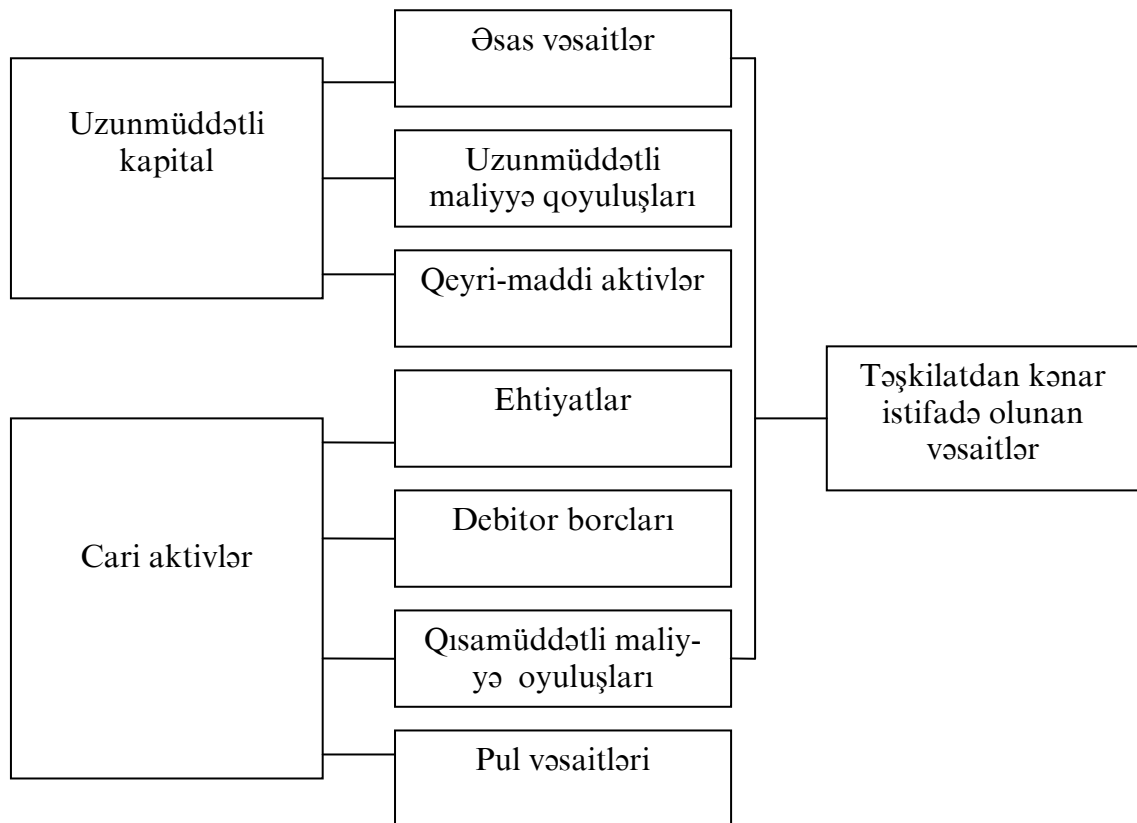 Əsas vəsaitlər
Uzunmüddətli
kapital
Uzunmüddətli
maliyyə qoyuluşları
Qeyri-maddi aktivlər
Ehtiyatlar
Təşkilatdan kənar
istifadə olunan
vəsaitlər
Cari aktivlər
Debitor borcları
Qısamüddətli maliy-
yə oyuluşları
Pul vəsaitləri